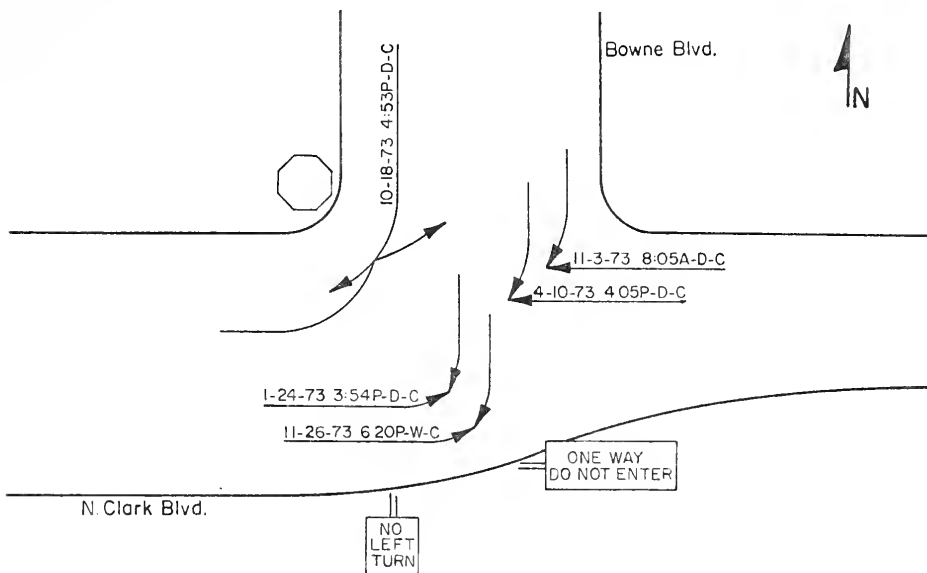 Bowne Blvd.
N
10-18-73 4:53P-D-C
11-3-73 8:05A-D-C
4-10-73 4 05P-D-C
1-24-73 3:54P-D-C
11-26-73 6 20P-W-C
ONE WAY
DO NOT ENTER
N. Clark Blvd.
NO
LEFT
TURN